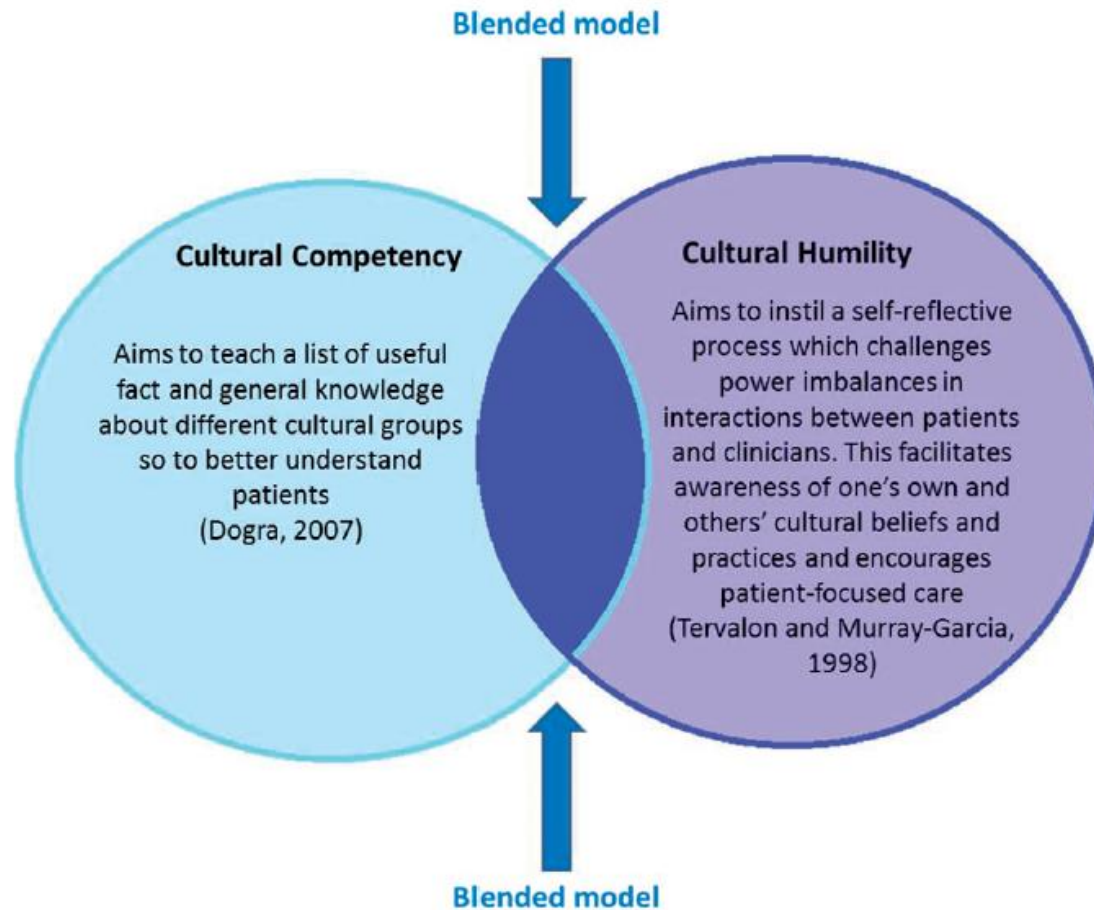 Blended model
Cultural Competency
Aims to teach a list of useful
fact and general knowledge
about different cultural groups
so to better understand
patients
(Dogra, 2007)
Cultural Humility
Aims to instil a self-reflective
process which challenges
power imbalances in
interactions between patients
and clinicians. This facilitates
awareness of one's own and
others' cultural beliefs and
practices and encourages
patient-focused care
(Tervalon and Murray-Garcia,
1998)
Blended model